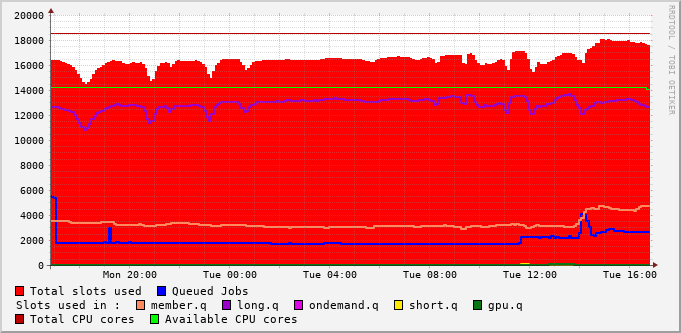 20000
18000
16000
14000
12000
10000
8000
6000
4000
2000
0
Mon 20:00 Tue 00:00 Tue 04:00 Tue 08:00 Tue 12:00 Tue 16:00
RRDTOOL / TOBI OETIKER
Total slots used Queued Jobs
Slots used in : member.q long.q ondemand.q short.q gpu.q
Total CPU cores Available CPU cores